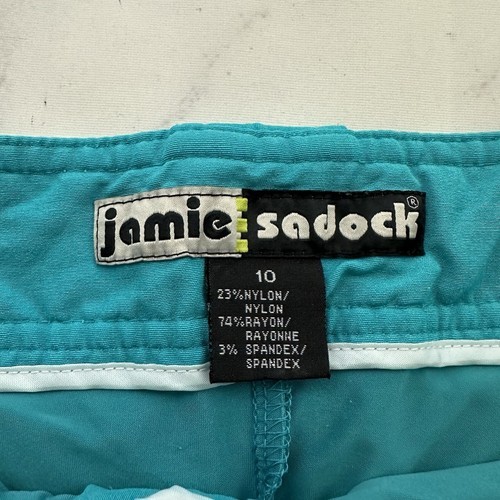 jamie sadock®
10
23%NYLON/
NYLON
74%RAYON/
RAYONNE
3% SPANDEX/
SPANDEX